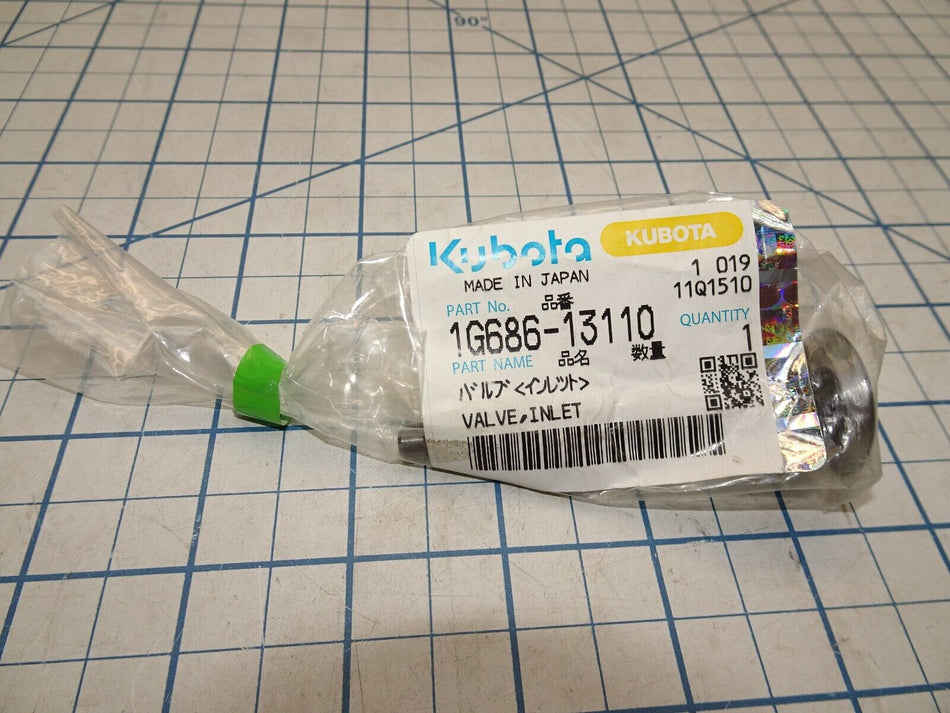 90°
Kubota KUBOTA
MADE IN JAPAN
1 019
11Q1510
PART No. 品番
1G686-13110
QUANTITY
数量
1
PART NAME 品名
バルブ<インレツト>
VALVE,INLET